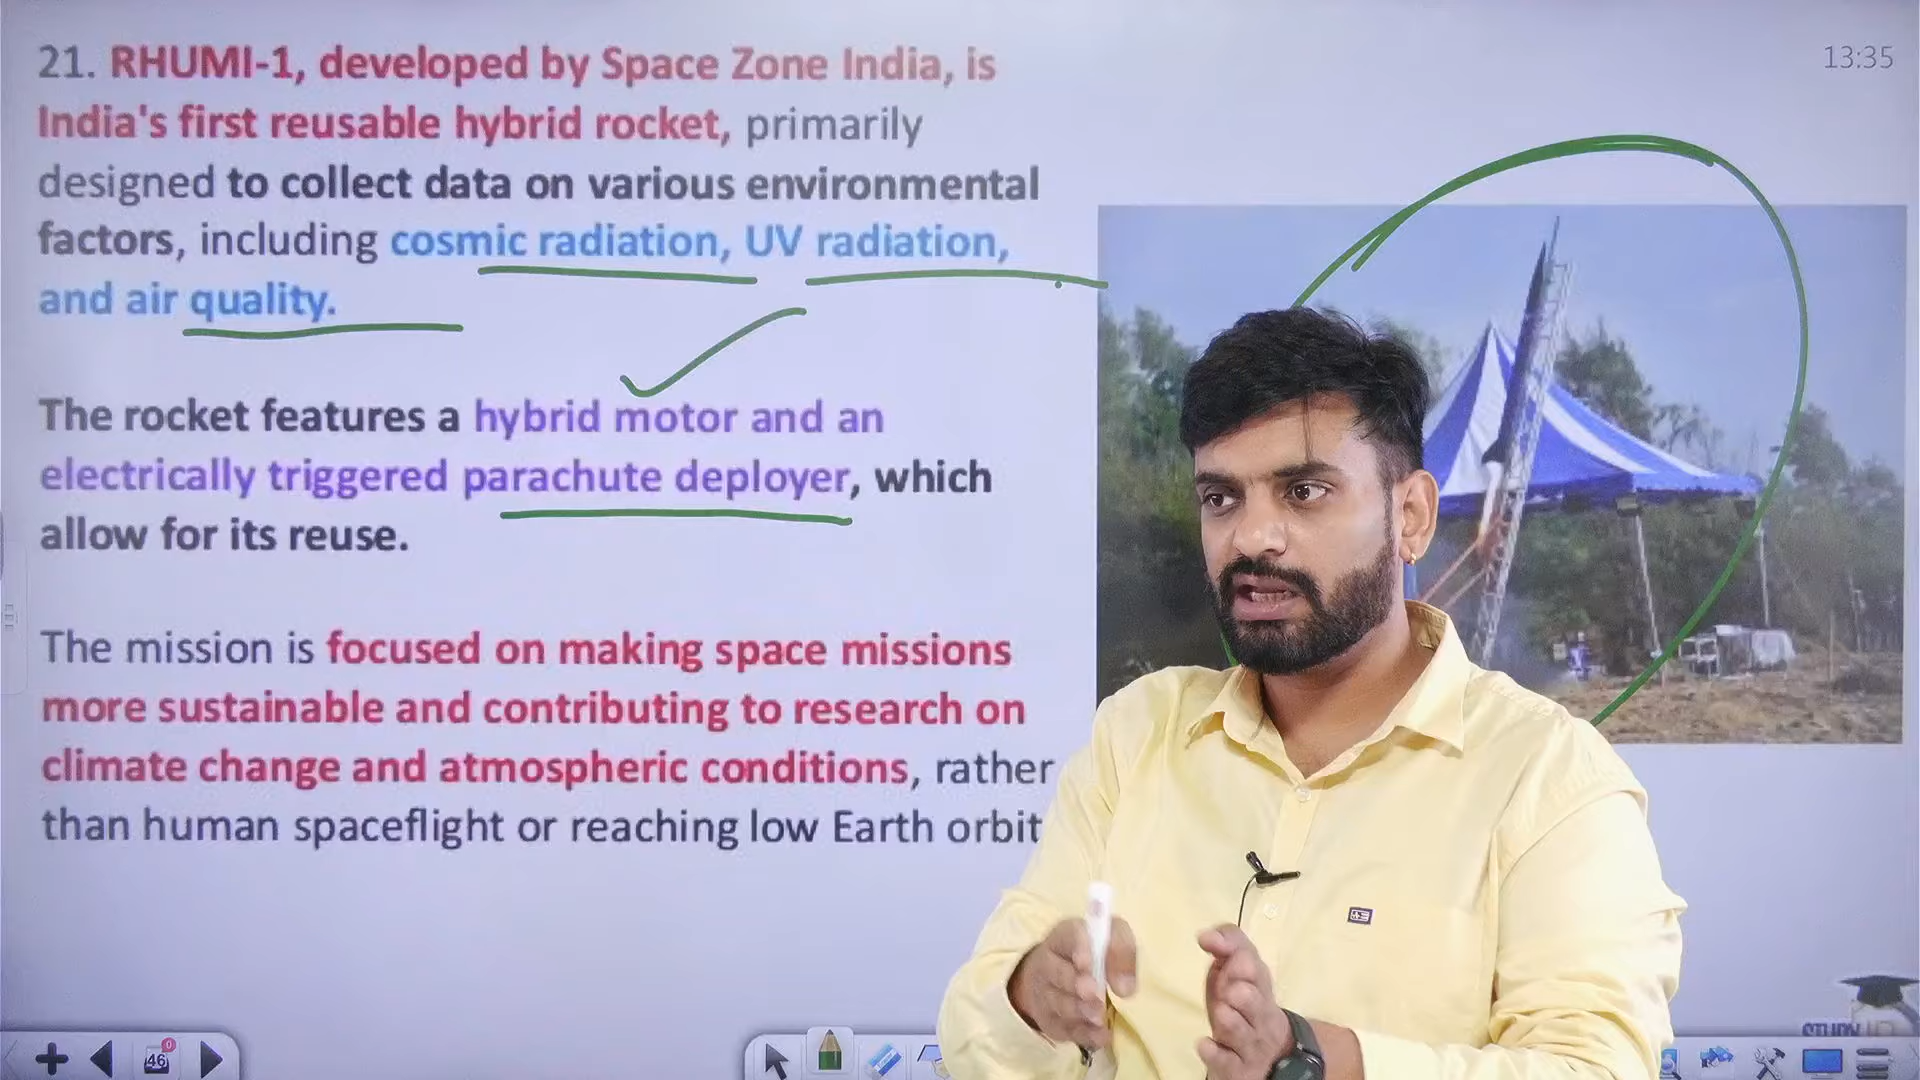 21. RHUMI-1, developed by Space Zone India, is
India's first reusable hybrid rocket, primarily
designed to collect data on various environmental
factors, including cosmic radiation, UV radiation,
and air quality.
The rocket features a hybrid motor and an
electrically triggered parachute deployer, which
allow for its reuse.
The mission is focused on making space missions
more sustainable and contributing to research on
climate change and atmospheric conditions, rather
than human spaceflight or reaching low Earth orbit
13:35
46
0
STUDY